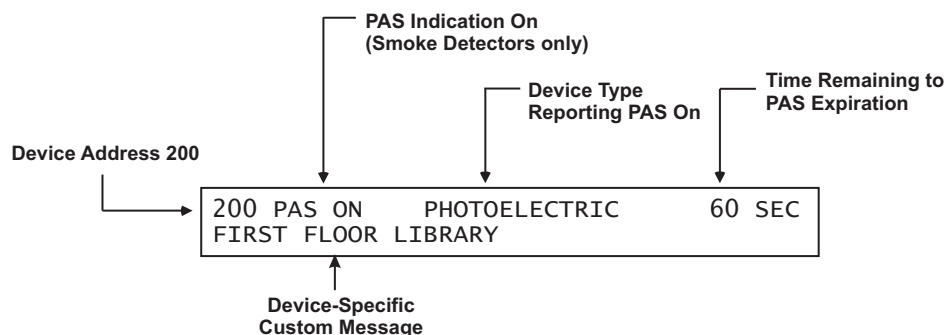 PAS Indication On
(Smoke Detectors only)
Device Type
Reporting PAS On
Time Remaining to
PAS Expiration
Device Address 200
200 PAS ON PHOTOELECTRIC 60 SEC
FIRST FLOOR LIBRARY
Device-Specific
Custom Message